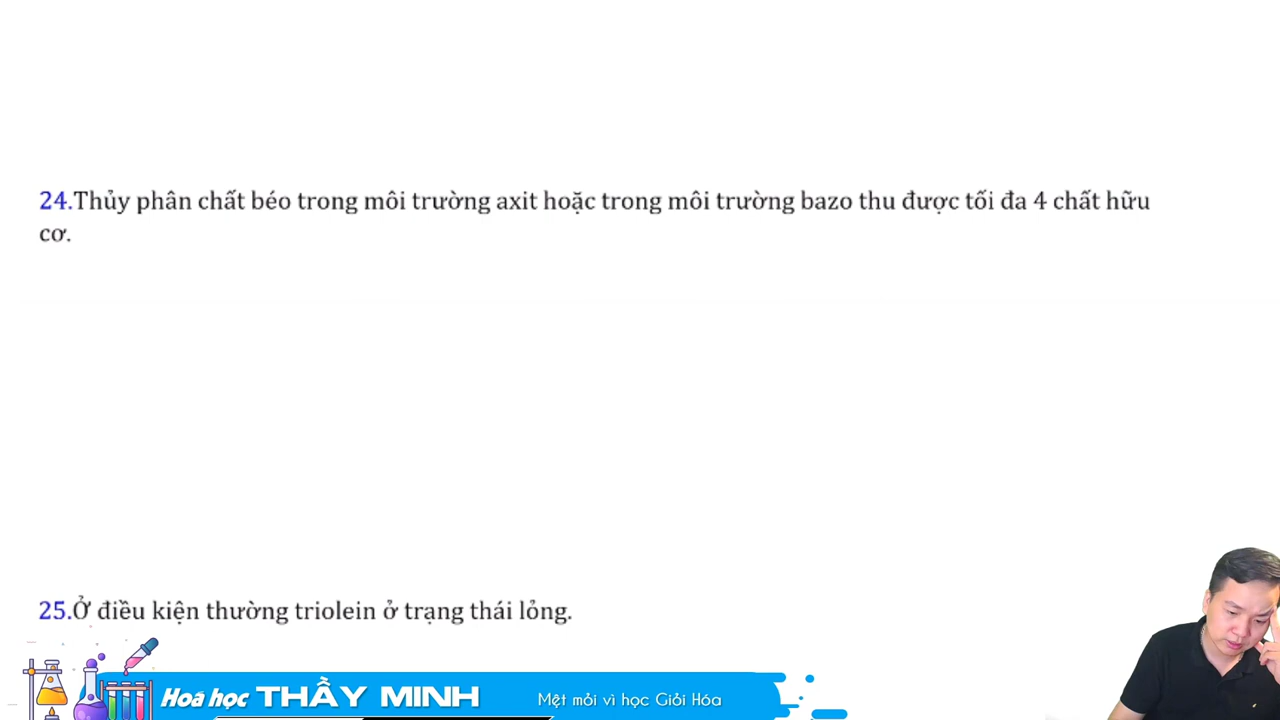 24.Thủy phân chất béo trong môi trường axit hoặc trong môi trường bazo thu được tối đa 4 chất hữu
cơ.
25.Ở điều kiện thường triolein ở trạng thái lỏng.
Hoá học THẦY MINH
Mệt mỏi vì học Giỏi Hóa